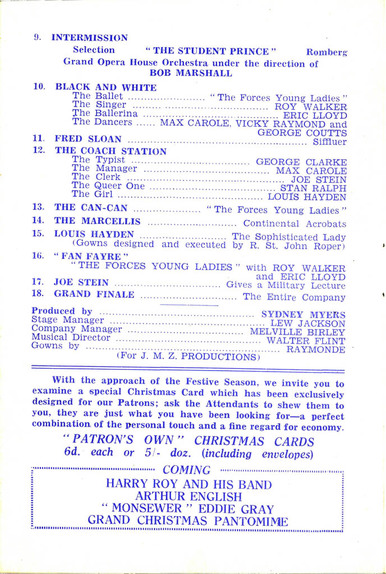 9. INTERMISSION
Selection "THE STUDENT PRINCE" Romberg
Grand Opera House Orchestra under the direction of
BOB MARSHALL
10. BLACK AND WHITE
The Ballet ........................ "The Forces Young Ladies"
The Singer ........................ ROY WALKER
The Ballerina ........................ ERIC LLOYD
The Dancers ...... MAX CAROLE, VICKY RAYMOND and
GEORGE COUTTS
11. FRED SLOAN ........................ Siffluer
12. THE COACH STATION
The Typist ........................ GEORGE CLARKE
The Manager ........................ MAX CAROLE
The Clerk ........................ JOE STEIN
The Queer One ........................ STAN RALPH
The Girl ........................ LOUIS HAYDEN
13. THE CAN-CAN ........................ "The Forces Young Ladies"
14. THE MARCELLIS ........................ Continental Acrobats
15. LOUIS HAYDEN ............ The Sophisticated Lady
(Gowns designed and executed by R. St. John Roper)
16. "FAN FAYRE"
"THE FORCES YOUNG LADIES" with ROY WALKER
and ERIC LLOYD
17. JOE STEIN ........................ Gives a Military Lecture
18. GRAND FINALE ........................ The Entire Company
Produced by ........................ SYDNEY MYERS
Stage Manager ........................ LEW JACKSON
Company Manager ........................ MELVILLE BIRLEY
Musical Director ........................ WALTER FLINT
Gowns by ........................ RAYMONDE
(For J. M. Z. PRODUCTIONS)
With the approach of the Festive Season, we invite you to
examine a special Christmas Card which has been exclusively
designed for our Patrons; ask the Attendants to shew them to
you, they are just what you have been looking for—a perfect
combination of the personal touch and a fine regard for economy.
"PATRON'S OWN" CHRISTMAS CARDS
6d. each or 5/- doz. (including envelopes)
COMING
HARRY ROY AND HIS BAND
ARTHUR ENGLISH
"MONSEWER" EDDIE GRAY
GRAND CHRISTMAS PANTOMIME